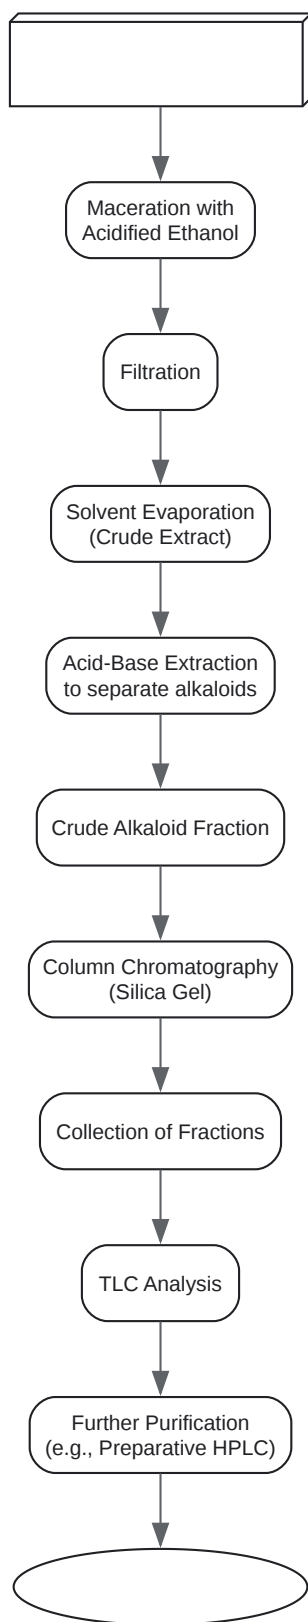 Maceration with
Acidified Ethanol
Filtration
Solvent Evaporation
(Crude Extract)
Acid-Base Extraction
to separate alkaloids
Crude Alkaloid Fraction
Column Chromatography
(Silica Gel)
Collection of Fractions
TLC Analysis
Further Purification
(e.g., Preparative HPLC)